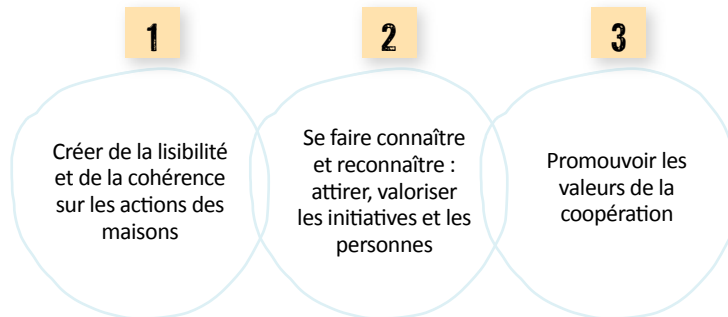 1
Créer de la lisibilité
et de la cohérence
sur les actions des
maisons
2
Se faire connaître
et reconnaître :
attirer, valoriser
les initiatives et les
personnes
3
Promouvoir les
valeurs de la
coopération